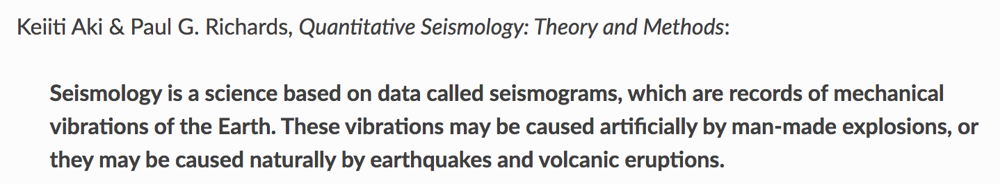 Keiiti Aki & Paul G. Richards, Quantitative Seismology: Theory and Methods:
Seismology is a science based on data called seismograms, which are records of mechanical
vibrations of the Earth. These vibrations may be caused artificially by man-made explosions, or
they may be caused naturally by earthquakes and volcanic eruptions.